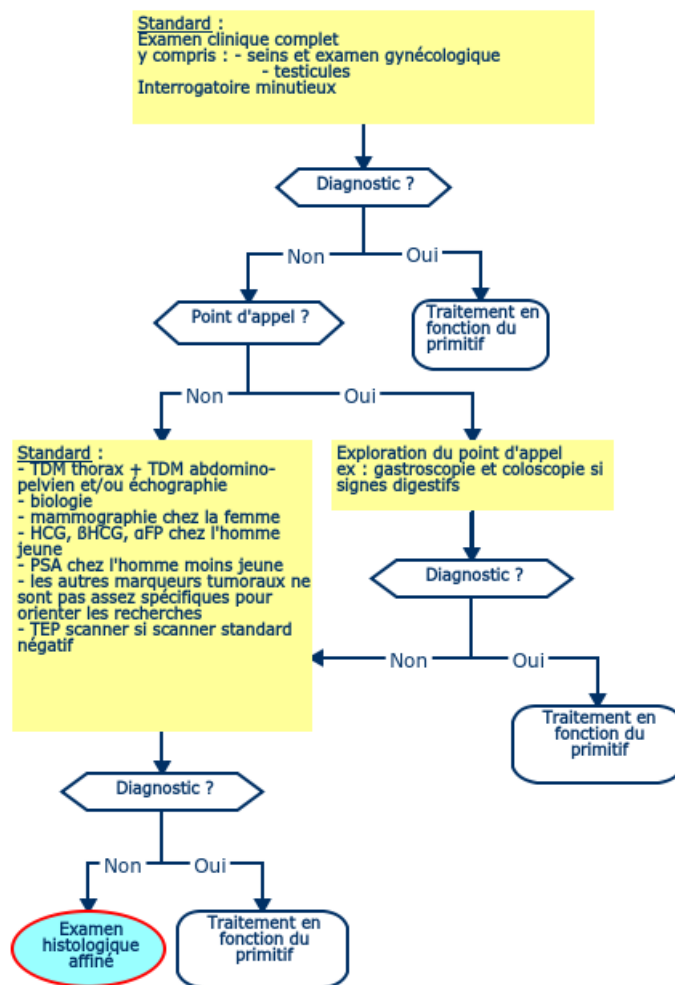 Standard :
Examen clinique complet
y compris : - seins et examen gynécologique
- testicules
Interrogatoire minutieux
Diagnostic ?
Non
Oui
Point d'appel ?
Traitement en
fonction du
primitif
Non
Oui
Standard :
- TDM thorax + TDM abdomino-
pelvien et/ou échographie
- biologie
- mammographie chez la femme
- HCG, βHCG, αFP chez l'homme
jeune
- PSA chez l'homme moins jeune
- les autres marqueurs tumoraux ne
sont pas assez spécifiques pour
orienter les recherches
- TEP scanner si scanner standard
négatif
Exploration du point d'appel
ex : gastroscopie et coloscopie si
signes digestifs
Diagnostic ?
Non
Oui
Traitement en
fonction du
primitif
Diagnostic ?
Non
Oui
Examen
histologique
affiné
Traitement en
fonction du
primitif